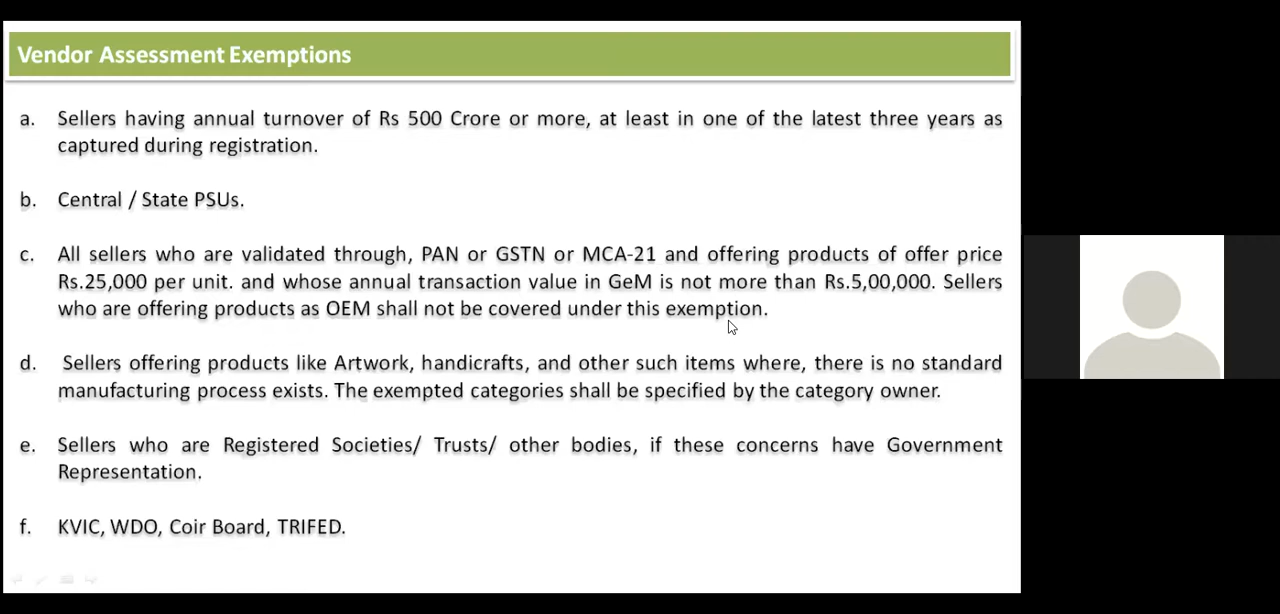 Vendor Assessment Exemptions
a. Sellers having annual turnover of Rs 500 Crore or more, at least in one of the latest three years as
captured during registration.
b. Central / State PSUs.
c. All sellers who are validated through, PAN or GSTN or MCA-21 and offering products of offer price
Rs.25,000 per unit. and whose annual transaction value in GeM is not more than Rs.5,00,000. Sellers
who are offering products as OEM shall not be covered under this exemption.
d. Sellers offering products like Artwork, handicrafts, and other such items where, there is no standard
manufacturing process exists. The exempted categories shall be specified by the category owner.
e. Sellers who are Registered Societies/ Trusts/ other bodies, if these concerns have Government
Representation.
f. KVIC, WDO, Coir Board, TRIFED.